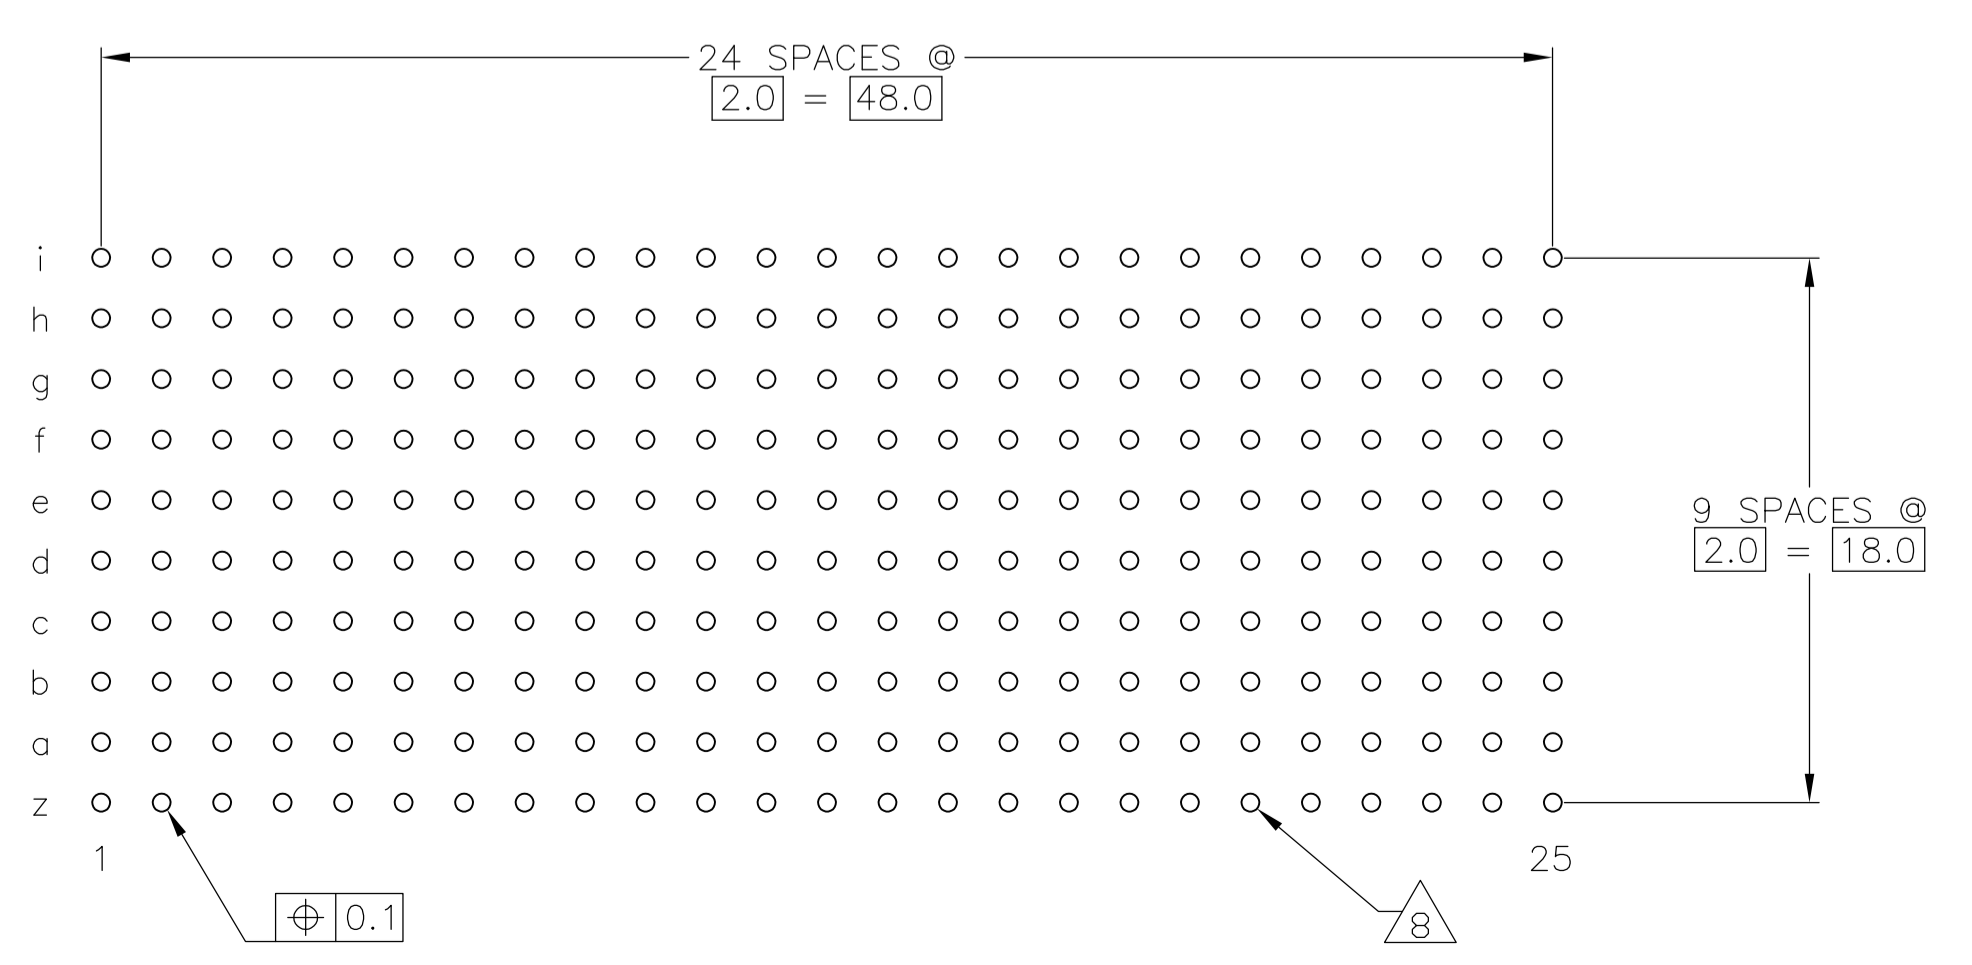 24 SPACES @
2.0 = 48.0
i
h
g
f
e
d
c
b
a
z
9 SPACES @
2.0 = 18.0
1
25
⌖ 0.1
8